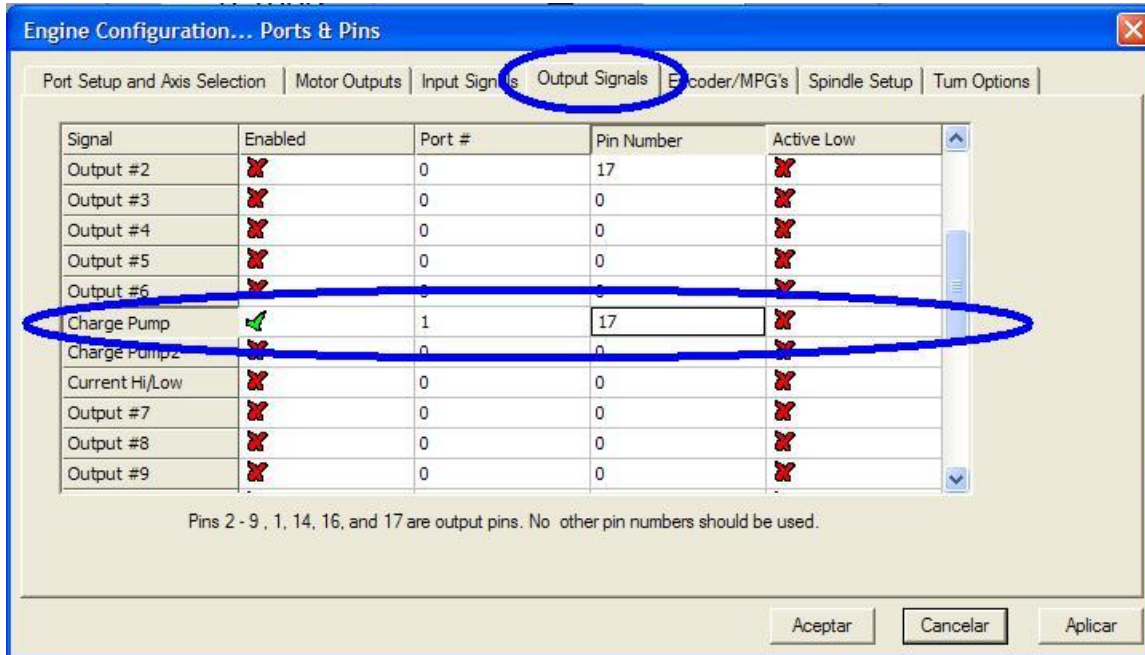 Engine Configuration... Ports & Pins
Port Setup and Axis Selection Motor Outputs Input Signals Output Signals Encoder/MPG's Spindle Setup Turn Options
Signal Enabled Port # Pin Number Active Low
Output #2 0 17
Output #3 0 0
Output #4 0 0
Output #5 0 0
Output #6 0 0
Charge Pump 1 17
Charge Pump2 0 0
Current Hi/Low 0 0
Output #7 0 0
Output #8 0 0
Output #9 0 0
Pins 2 - 9 , 1, 14, 16, and 17 are output pins. No other pin numbers should be used.
Aceptar Cancelar Aplicar